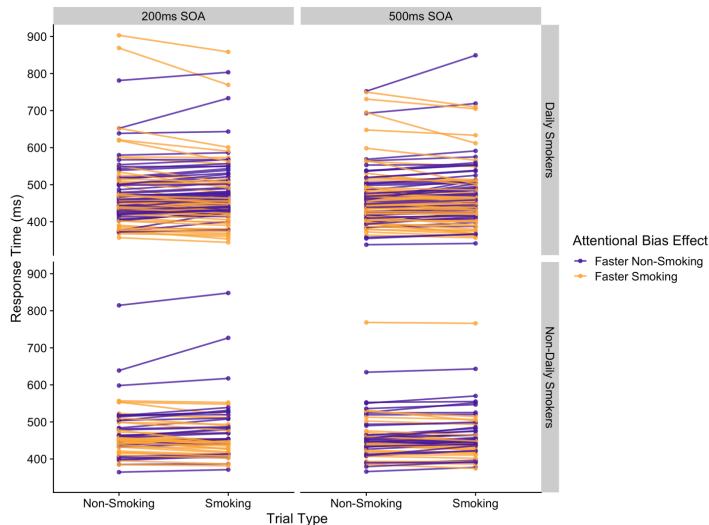 200ms SOA
500ms SOA
900
800
700
600
500
400
Daily Smokers
900
800
700
600
500
400
Non-Daily Smokers
Response Time (ms)
Non-Smoking
Smoking
Non-Smoking
Smoking
Trial Type
Attentional Bias Effect
Faster Non-Smoking
Faster Smoking